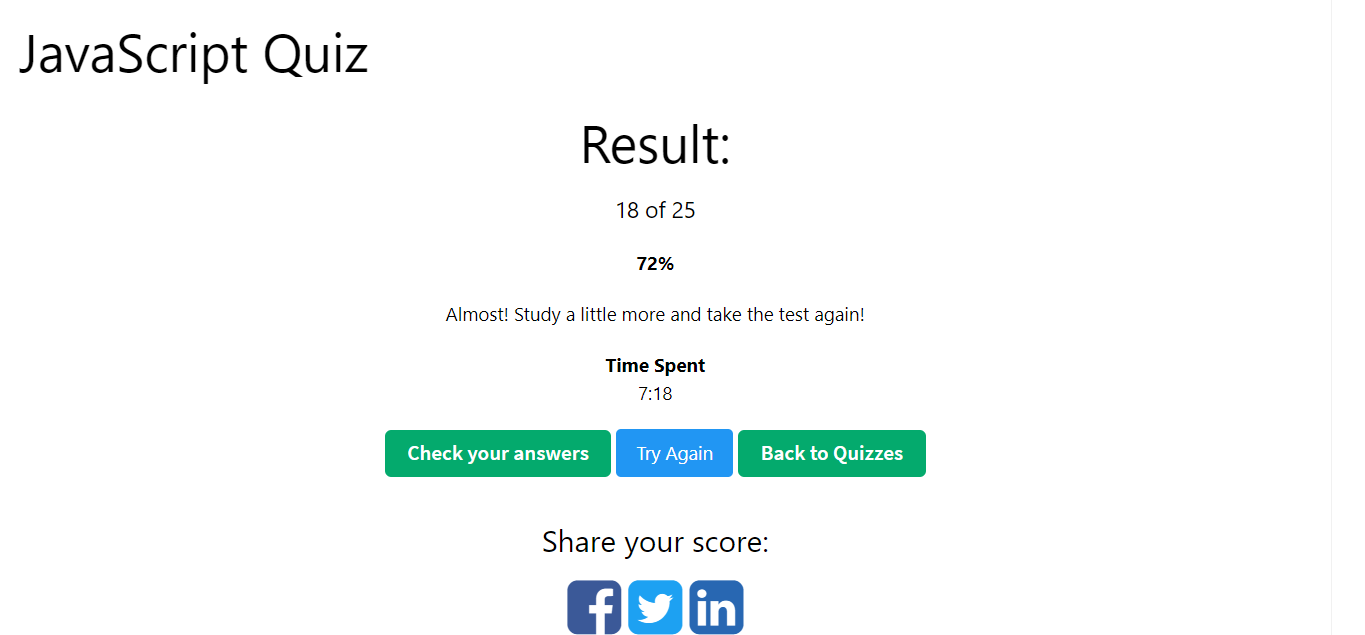 JavaScript Quiz
Result:
18 of 25
72%
Almost! Study a little more and take the test again!
Time Spent
7:18
Check your answers Try Again Back to Quizzes
Share your score:
f in